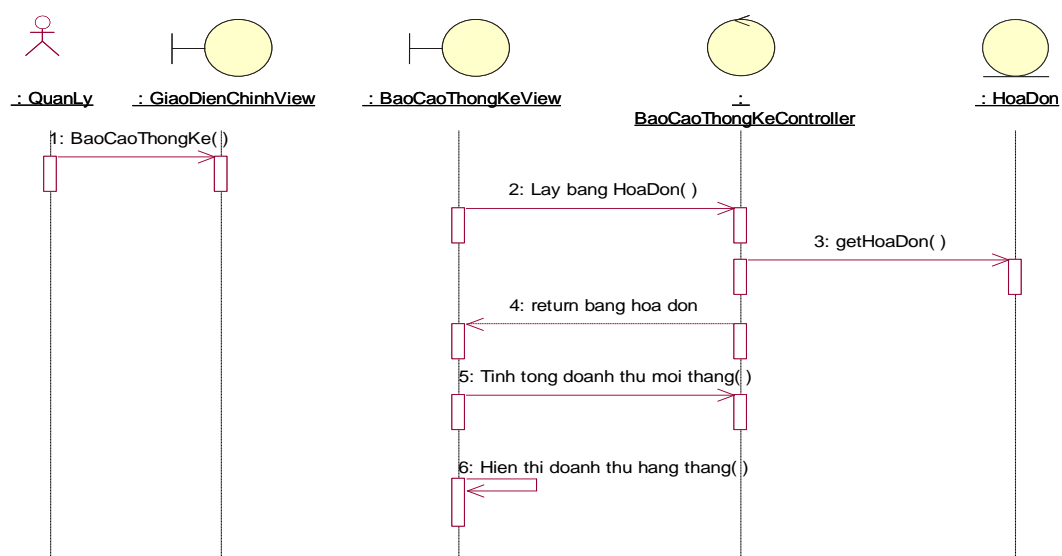 : QuanLy
: GiaoDienChinhView
: BaoCaoThongKeView
:
BaoCaoThongKeController
: HoaDon
1: BaoCaoThongKe( )
2: Lay bang HoaDon( )
3: getHoaDon( )
4: return bang hoa don
5: Tinh tong doanh thu moi thang( )
6: Hien thi doanh thu hang thang( )